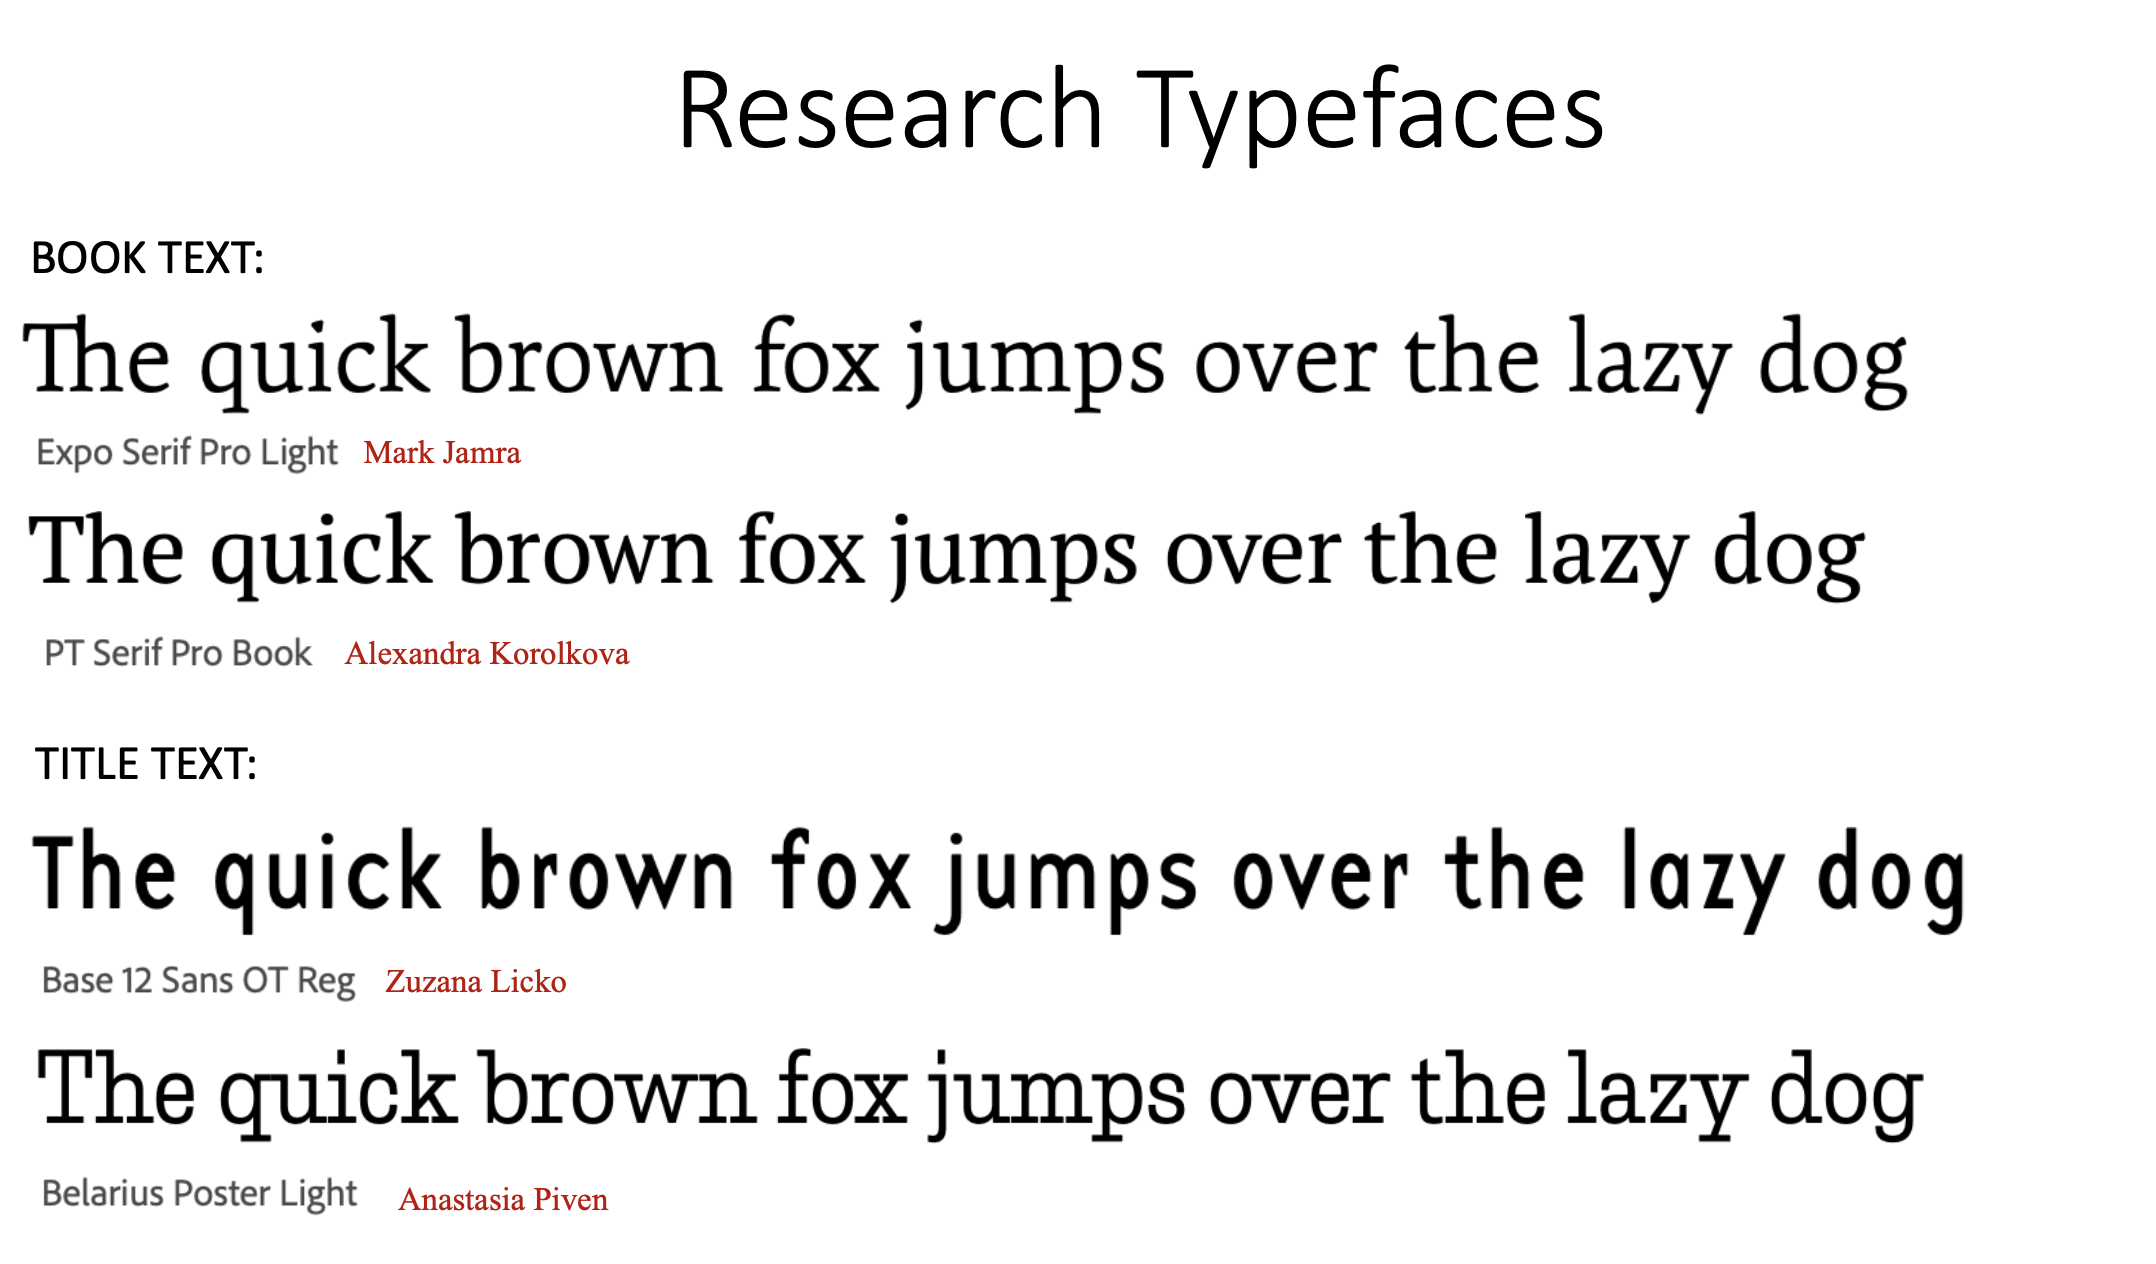 Research Typefaces
BOOK TEXT:
The quick brown fox jumps over the lazy dog
Expo Serif Pro Light Mark Jamra
The quick brown fox jumps over the lazy dog
PT Serif Pro Book Alexandra Korolkova
TITLE TEXT:
The quick brown fox jumps over the lazy dog
Base 12 Sans OT Reg Zuzana Licko
The quick brown fox jumps over the lazy dog
Belarius Poster Light Anastasia Piven